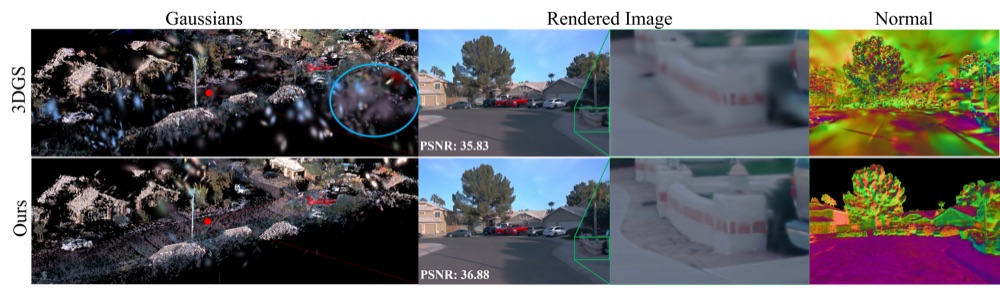 Gaussians Rendered Image Normal
3DGS
PSNR: 35.83
Ours
PSNR: 36.88